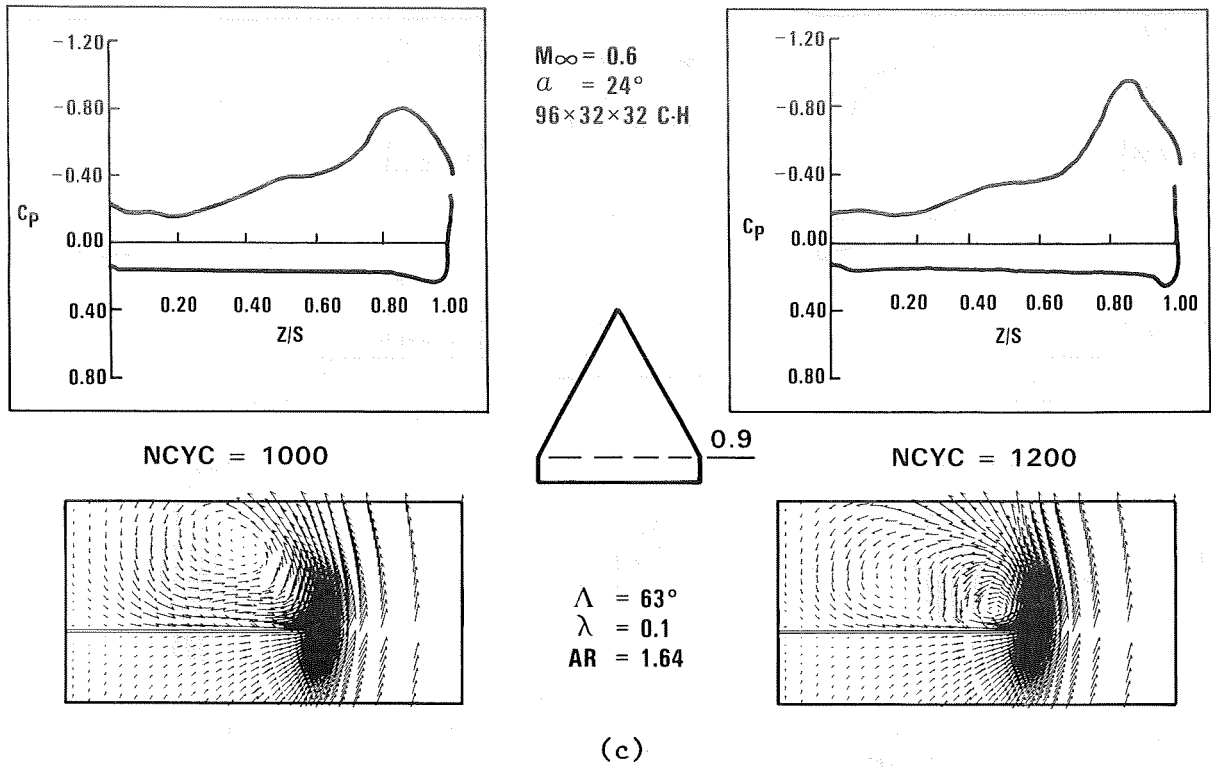 −1.20
−0.80
−0.40
Cp
0.00
0.40
0.80
0.20 0.40 0.60 0.80 1.00
Z/S
M∞ = 0.6
α = 24°
96×32×32 C-H
−1.20
−0.80
−0.40
Cp
0.00
0.40
0.80
0.20 0.40 0.60 0.80 1.00
Z/S
NCYC = 1000
0.9
NCYC = 1200
Λ = 63°
λ = 0.1
AR = 1.64
(c)